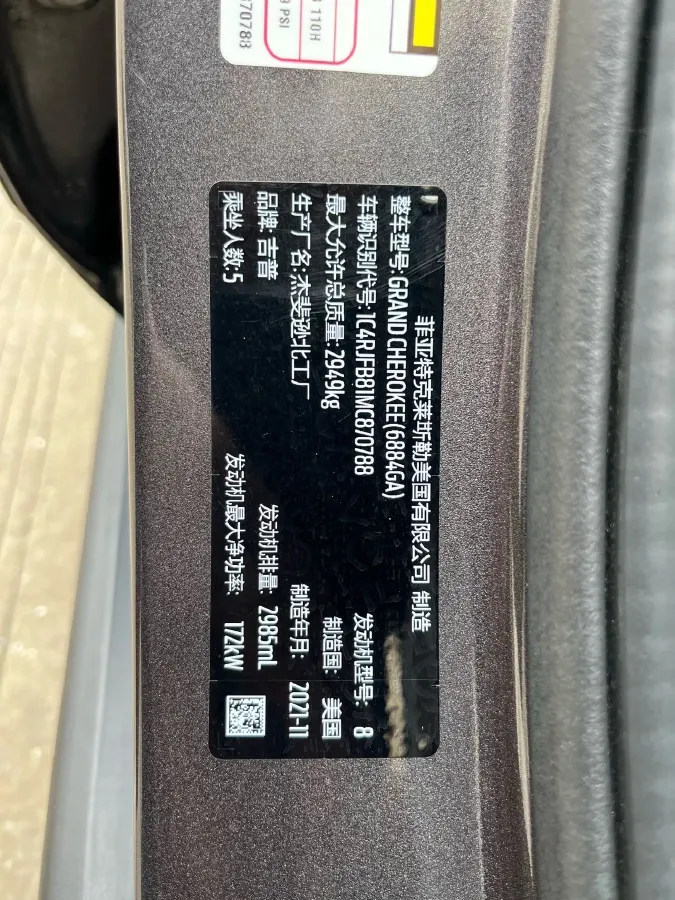 菲亚特克莱斯勒美国有限公司 制造
整车型号:GRAND CHEROKEE(6884GA)
车辆识别代号:1C4RJFB81MC870788 发动机型号: 8
最大允许总质量:2949kg 制造国: 美国
生产厂名:杰斐逊北工厂 制造年月: 2021-11
品牌: 吉普 发动机排量: 2985mL
乘坐人数:5 发动机最大净功率: 172kW
110H
PSI
70788